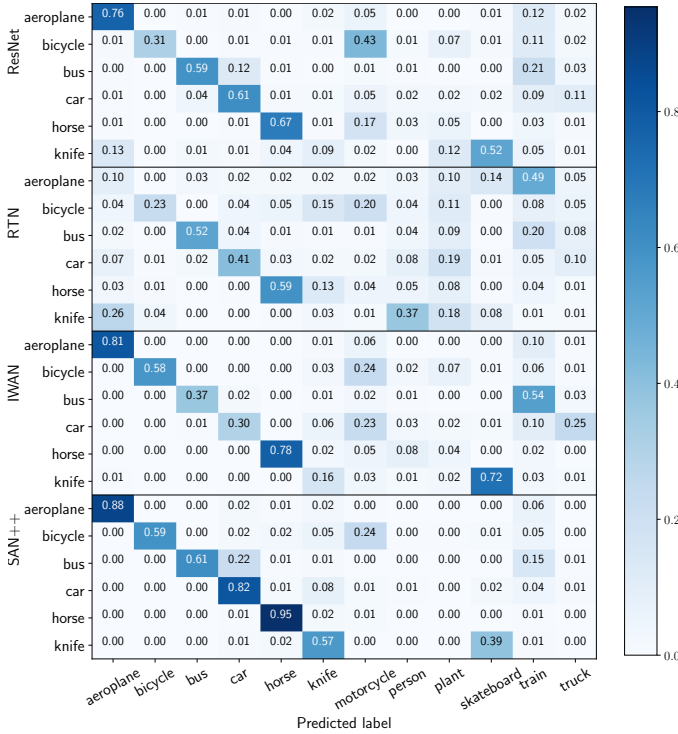 ResNet
aeroplane 0.76 0.00 0.01 0.01 0.00 0.02 0.05 0.00 0.00 0.00 0.12 0.02
bicycle 0.01 0.31 0.00 0.01 0.01 0.01 0.43 0.01 0.07 0.01 0.11 0.02
bus 0.00 0.00 0.59 0.12 0.01 0.00 0.01 0.01 0.00 0.00 0.21 0.03
car 0.01 0.00 0.04 0.61 0.01 0.01 0.05 0.02 0.02 0.02 0.09 0.11
horse 0.01 0.00 0.00 0.01 0.67 0.01 0.17 0.03 0.05 0.00 0.03 0.01
knife 0.13 0.00 0.01 0.01 0.04 0.09 0.02 0.00 0.12 0.52 0.05 0.01
RTN
aeroplane 0.10 0.00 0.03 0.02 0.02 0.02 0.02 0.03 0.10 0.14 0.49 0.05
bicycle 0.04 0.23 0.00 0.04 0.05 0.15 0.20 0.04 0.11 0.00 0.08 0.05
bus 0.02 0.00 0.52 0.04 0.00 0.01 0.01 0.04 0.09 0.00 0.20 0.08
car 0.07 0.01 0.02 0.41 0.03 0.02 0.02 0.08 0.19 0.01 0.05 0.10
horse 0.03 0.01 0.00 0.00 0.59 0.13 0.04 0.05 0.08 0.00 0.04 0.01
knife 0.26 0.04 0.00 0.00 0.00 0.03 0.01 0.37 0.18 0.08 0.01 0.00
IWAN
aeroplane 0.81 0.00 0.00 0.00 0.00 0.01 0.06 0.00 0.00 0.00 0.10 0.01
bicycle 0.00 0.58 0.00 0.00 0.00 0.03 0.24 0.02 0.07 0.01 0.06 0.01
bus 0.00 0.00 0.37 0.02 0.00 0.01 0.02 0.01 0.00 0.00 0.54 0.03
car 0.00 0.00 0.01 0.30 0.00 0.06 0.23 0.03 0.02 0.01 0.10 0.25
horse 0.00 0.00 0.00 0.00 0.78 0.02 0.05 0.08 0.04 0.00 0.02 0.00
knife 0.01 0.00 0.00 0.00 0.00 0.16 0.03 0.01 0.02 0.72 0.03 0.01
SAN++
aeroplane 0.88 0.00 0.00 0.02 0.01 0.02 0.00 0.00 0.00 0.00 0.06 0.00
bicycle 0.00 0.59 0.00 0.02 0.02 0.05 0.24 0.00 0.00 0.01 0.05 0.00
bus 0.00 0.00 0.61 0.22 0.01 0.01 0.00 0.00 0.00 0.00 0.15 0.01
car 0.00 0.00 0.00 0.82 0.01 0.08 0.01 0.01 0.00 0.02 0.04 0.01
horse 0.00 0.00 0.00 0.01 0.95 0.02 0.01 0.00 0.00 0.00 0.01 0.00
knife 0.00 0.00 0.00 0.01 0.02 0.57 0.00 0.00 0.00 0.39 0.01 0.00
aeroplane bicycle bus car horse knife motorcycle person plant skateboard train truck
Predicted label
0.8
0.6
0.4
0.2
0.0